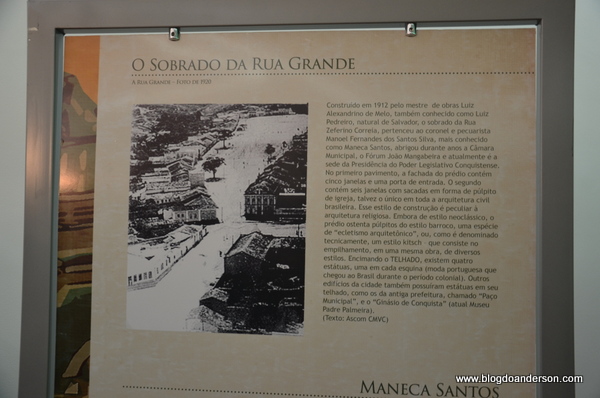 O SOBRADO DA RUA GRANDE
A RUA GRANDE - FOTO DE 1920
Construído em 1912 pelo mestre de obras Luiz
Alexandrino de Melo, também conhecido como Luiz
Pedreiro, natural de Salvador, o sobrado da Rua
Zeferino Correia, pertenceu ao coronel e pecuarista
Manoel Fernandes dos Santos Silva, mais conhecido
como Maneca Santos, abrigou durante anos a Câmara
Municipal, o Fórum João Mangabeira e atualmente é a
sede da Presidência do Poder Legislativo Conquistense.
No primeiro pavimento, a fachada do prédio contém
cinco janelas e uma porta de entrada. O segundo
contém seis janelas com sacadas em forma de púlpito
de igreja, talvez o único em toda a arquitetura civil
brasileira. Esse estilo de construção é peculiar à
arquitetura religiosa. Embora de estilo neoclássico, o
prédio ostenta púlpitos do estilo barroco, uma espécie
de "ecletismo arquitetônico", ou, como é denominado
tecnicamente, um estilo kitsch - que consiste no
empilhamento, em uma mesma obra, de diversos
estilos. Encimando o TELHADO, existem quatro
estátuas, uma em cada esquina (moda portuguesa que
chegou ao Brasil durante o período colonial). Outros
edifícios da cidade também possuíram estátuas em seu
telhado, como os da antiga prefeitura, chamado "Paço
Municipal", e o "Ginásio de Conquista" (atual Museu
Padre Palmeira).
(Texto: Ascom CMVC)
MANECA SANTOS
www.blogdoanderson.com